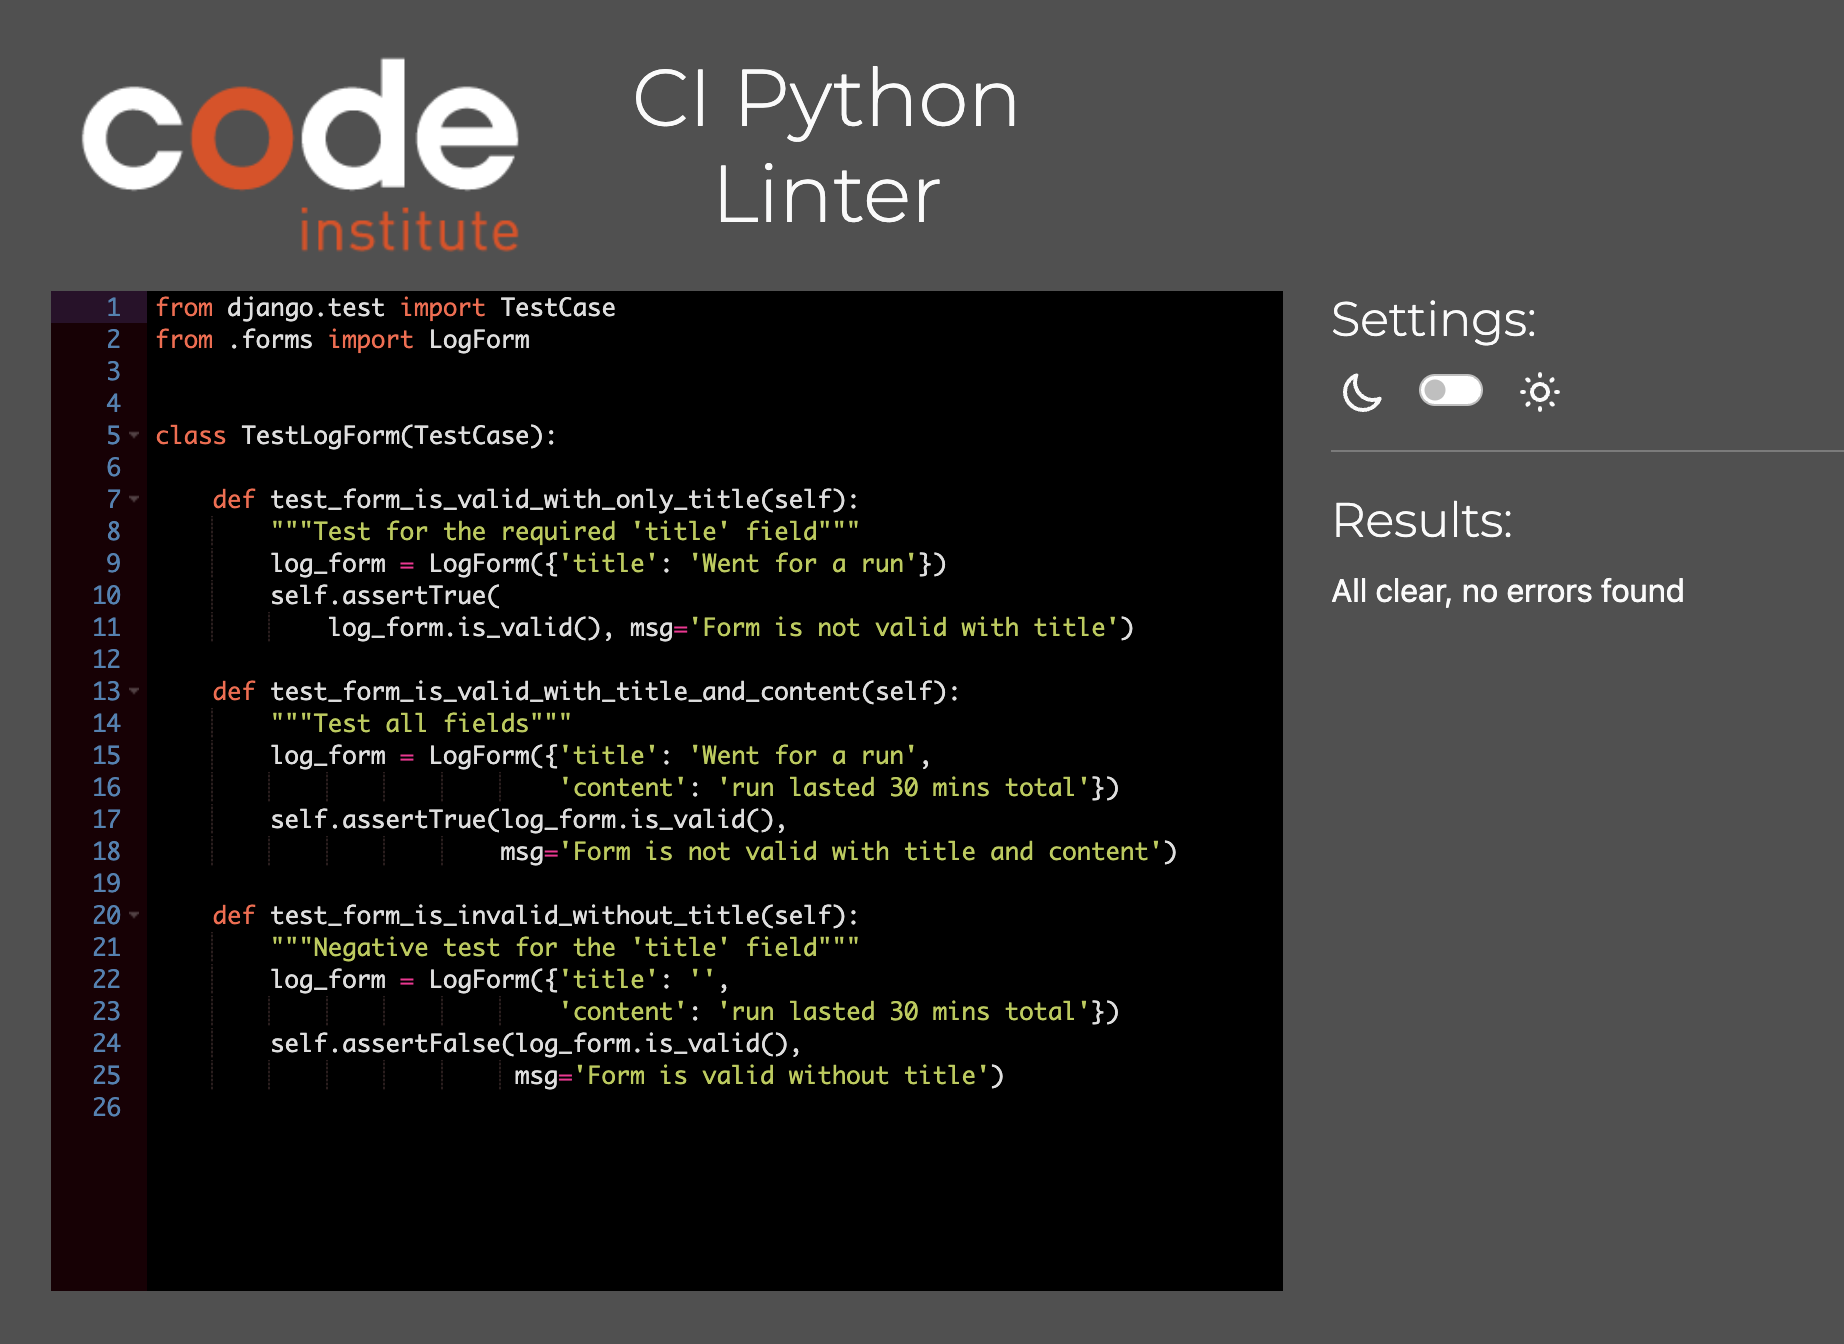 code
institute
CI Python
Linter
1 from django.test import TestCase
2 from .forms import LogForm
3
4
5 class TestLogForm(TestCase):
6
7     def test_form_is_valid_with_only_title(self):
8         """Test for the required 'title' field"""
9         log_form = LogForm({'title': 'Went for a run'})
10         self.assertTrue(
11             log_form.is_valid(), msg='Form is not valid with title')
12
13     def test_form_is_valid_with_title_and_content(self):
14         """Test all fields"""
15         log_form = LogForm({'title': 'Went for a run',
16                             'content': 'run lasted 30 mins total'})
17         self.assertTrue(log_form.is_valid(),
18                         msg='Form is not valid with title and content')
19
20     def test_form_is_invalid_without_title(self):
21         """Negative test for the 'title' field"""
22         log_form = LogForm({'title': '',
23                             'content': 'run lasted 30 mins total'})
24         self.assertFalse(log_form.is_valid(),
25                          msg='Form is valid without title')
26
Settings:
Results:
All clear, no errors found